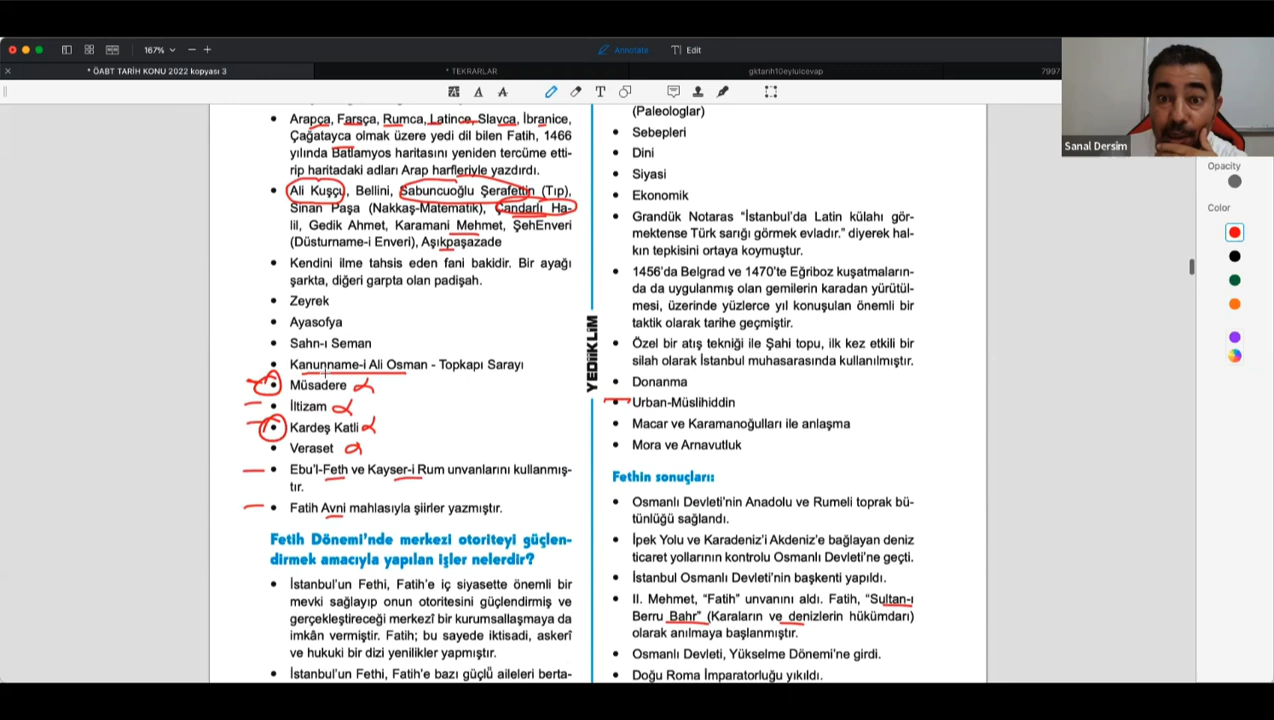 167%
Annotate
Edit
* ÖABT TARİH KONU 2022 kopyası 3
* TEKRARLAR
gktarih10eylulcevap
7997
Sanal Dersim
Opacity
Color
Arapça, Farsça, Rumca, Latince, Slavca, İbranice,
Çağatayca olmak üzere yedi dil bilen Fatih, 1466
yılında Batlamyos haritasını yeniden tercüme etti-
rip haritadaki adları Arap harfleriyle yazdırdı.
Ali Kuşçu, Bellini, Sabuncuoğlu Şerafettin (Tıp),
Sinan Paşa (Nakkaş-Matematik), Çandarlı Ha-
lil, Gedik Ahmet, Karamani Mehmet, ŞehEnveri
(Düsturname-i Enveri), Aşıkpaşazade
Kendini ilme tahsis eden fani bakidir. Bir ayağı
şarkta, diğeri garpta olan padişah.
Zeyrek
Ayasofya
Sahn-ı Seman
Kanunname-i Ali Osman - Topkapı Sarayı
Müsadere
İltizam
Kardeş Katli
Veraset
Ebu'l-Feth ve Kayser-i Rum unvanlarını kullanmış-
tır.
Fatih Avni mahlasıyla şiirler yazmıştır.
Fetih Dönemi'nde merkezi otoriteyi güçlen-
dirmek amacıyla yapılan işler nelerdir?
İstanbul'un Fethi, Fatih'e iç siyasette önemli bir
mevki sağlayıp onun otoritesini güçlendirmiş ve
gerçekleştireceği merkezî bir kurumsallaşmaya da
imkân vermiştir. Fatih; bu sayede iktisadi, askerî
ve hukuki bir dizi yenilikler yapmıştır.
İstanbul'un Fethi, Fatih'e bazı güçlü aileleri berta-
YEDİİKLİM
(Paleologlar)
Sebepleri
Dini
Siyasi
Ekonomik
Grandük Notaras “İstanbul'da Latin külahı gör-
mektense Türk sarığı görmek evladır.” diyerek hal-
kın tepkisini ortaya koymuştur.
1456'da Belgrad ve 1470'te Eğriboz kuşatmaların-
da da uygulanmış olan gemilerin karadan yürütül-
mesi, üzerinde yüzlerce yıl konuşulan önemli bir
taktik olarak tarihe geçmiştir.
Özel bir atış tekniği ile Şahi topu, ilk kez etkili bir
silah olarak İstanbul muhasarasında kullanılmıştır.
Donanma
Urban-Müslihiddin
Macar ve Karamanoğulları ile anlaşma
Mora ve Arnavutluk
Fethin sonuçları:
Osmanlı Devleti'nin Anadolu ve Rumeli toprak bü-
tünlüğü sağlandı.
İpek Yolu ve Karadeniz'i Akdeniz'e bağlayan deniz
ticaret yollarının kontrolu Osmanlı Devleti'ne geçti.
İstanbul Osmanlı Devleti'nin başkenti yapıldı.
II. Mehmet, “Fatih” unvanını aldı. Fatih, “Sultan-ı
Berru Bahr” (Karaların ve denizlerin hükümdarı)
olarak anılmaya başlanmıştır.
Osmanlı Devleti, Yükselme Dönemi'ne girdi.
Doğu Roma İmparatorluğu yıkıldı.